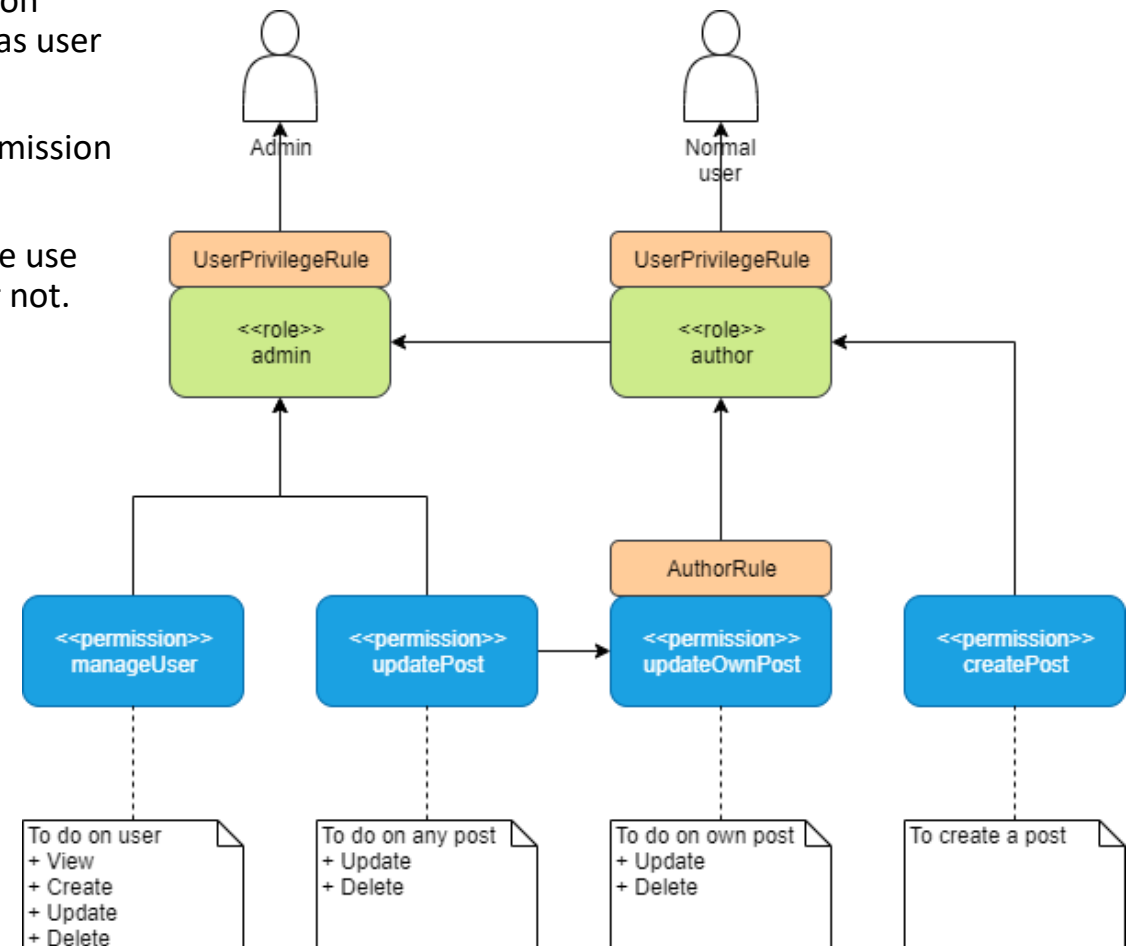 on
as user
mission
e use
not.
Admin
Normal
user
UserPrivilegeRule
UserPrivilegeRule
<<role>>
admin
<<role>>
author
AuthorRule
<<permission>>
manageUser
<<permission>>
updatePost
<<permission>>
updateOwnPost
<<permission>>
createPost
To do on user
+ View
+ Create
+ Update
+ Delete
To do on any post
+ Update
+ Delete
To do on own post
+ Update
+ Delete
To create a post